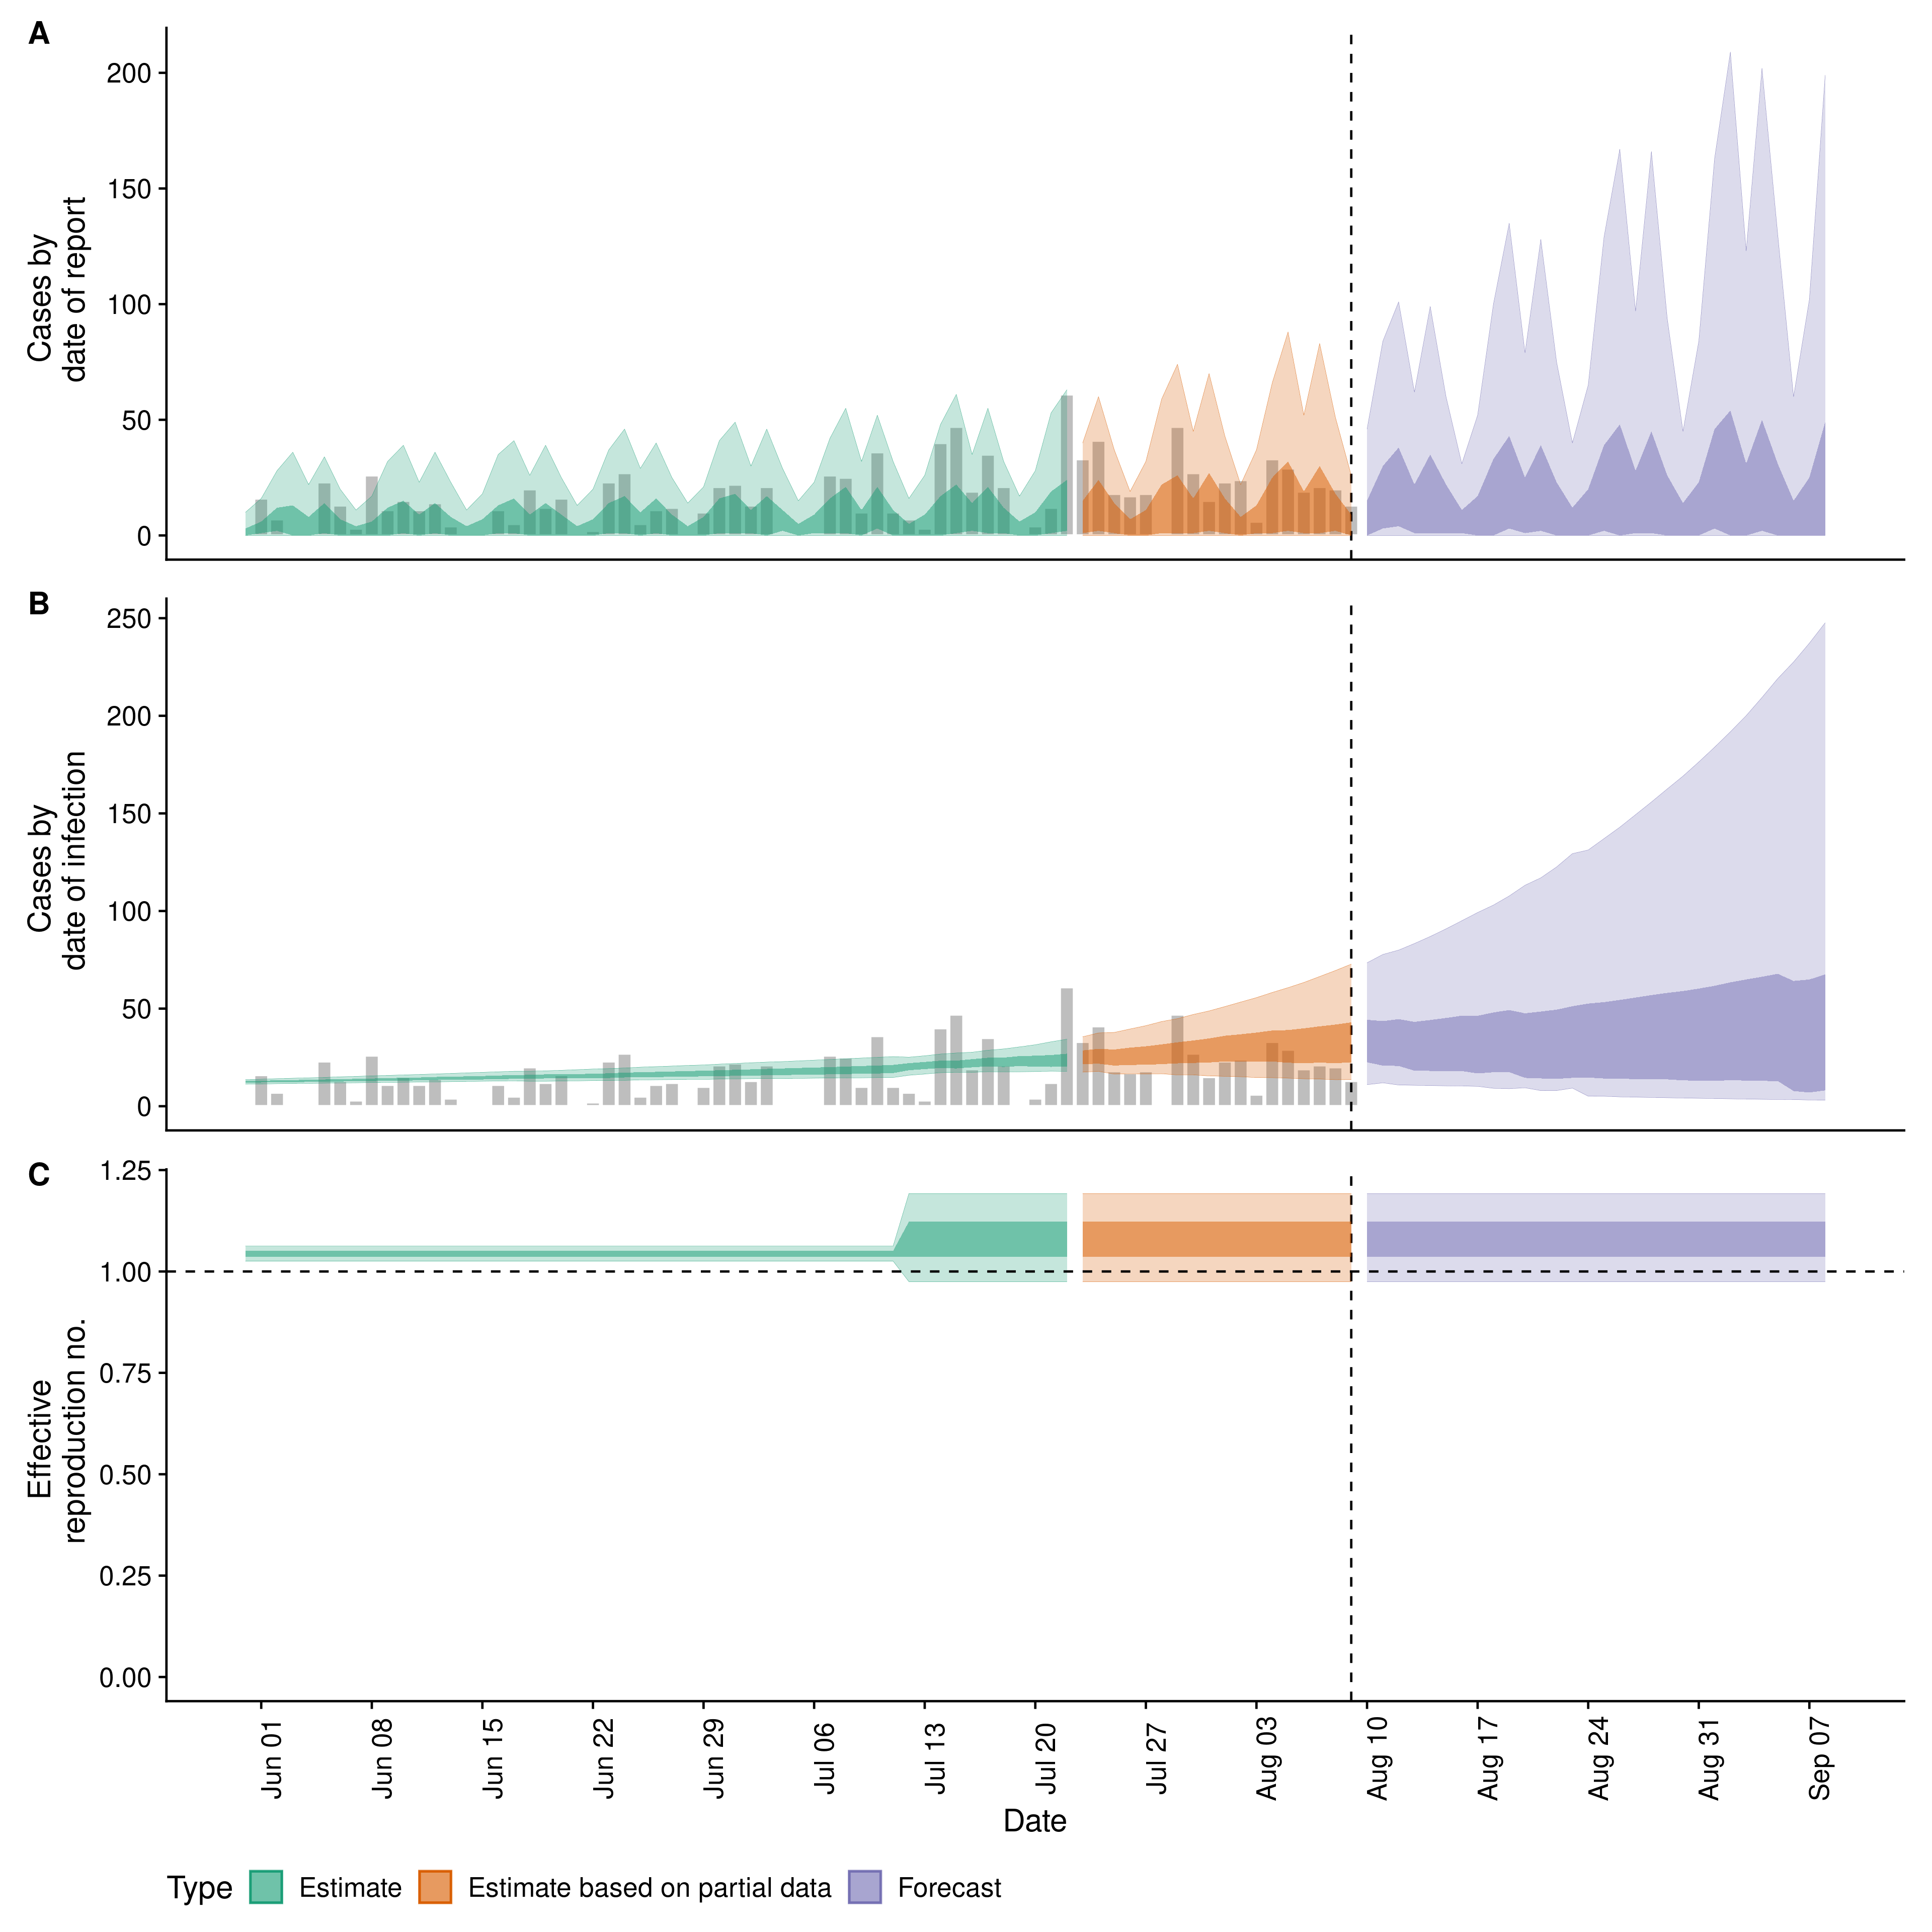 A
200
150
100
50
0
Cases by
date of report
B
250
200
150
100
50
0
Cases by
date of infection
C
1.25
1.00
0.75
0.50
0.25
0.00
Effective
reproduction no.
Jun 01
Jun 08
Jun 15
Jun 22
Jun 29
Jul 06
Jul 13
Jul 20
Jul 27
Aug 03
Aug 10
Aug 17
Aug 24
Aug 31
Sep 07
Date
Type Estimate Estimate based on partial data Forecast